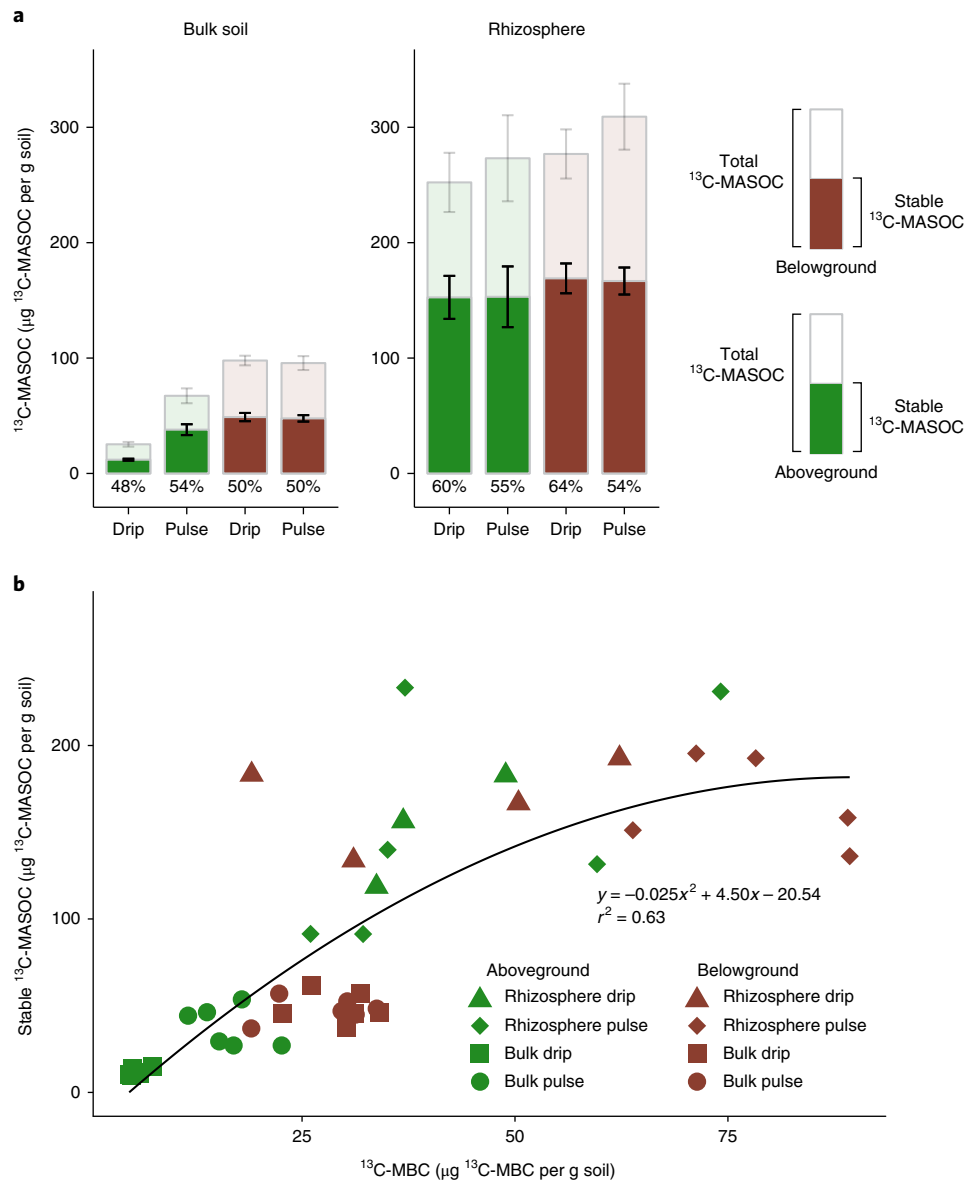 a
Bulk soil
Rhizosphere
¹³C-MASOC (µg ¹³C-MASOC per g soil)
300
200
100
0
48% 54% 50% 50%
Drip Pulse Drip Pulse
60% 55% 64% 54%
Drip Pulse Drip Pulse
Total
¹³C-MASOC
Stable
¹³C-MASOC
Belowground
Total
¹³C-MASOC
Stable
¹³C-MASOC
Aboveground
b
Stable ¹³C-MASOC (µg ¹³C-MASOC per g soil)
200
100
0
y = –0.025x² + 4.50x – 20.54
r² = 0.63
Aboveground
Rhizosphere drip
Rhizosphere pulse
Bulk drip
Bulk pulse
Belowground
Rhizosphere drip
Rhizosphere pulse
Bulk drip
Bulk pulse
25 50 75
¹³C-MBC (µg ¹³C-MBC per g soil)